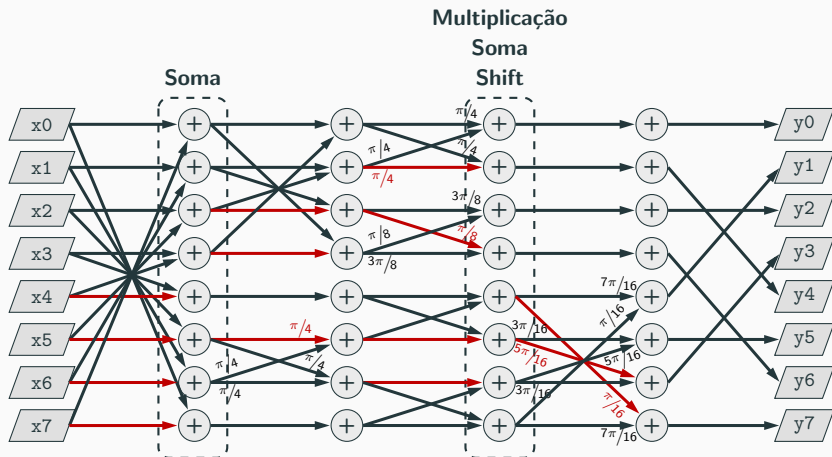 Multiplicação
Soma
Shift
Soma
x0 + + π/4 + + y0
π/4 π/4
x1 + + π/4 + + y1
x2 + + 3π/8 + + y2
π/8 π/8
x3 + + 3π/8 + + y3
x4 + + + 7π/16 + y4
π/4 3π/16 π/16
x5 + + + 5π/16 + y5
π/4 π/4 5π/16
x6 + π/4 + + 3π/16 + y6
π/16
x7 + + + 7π/16 + y7